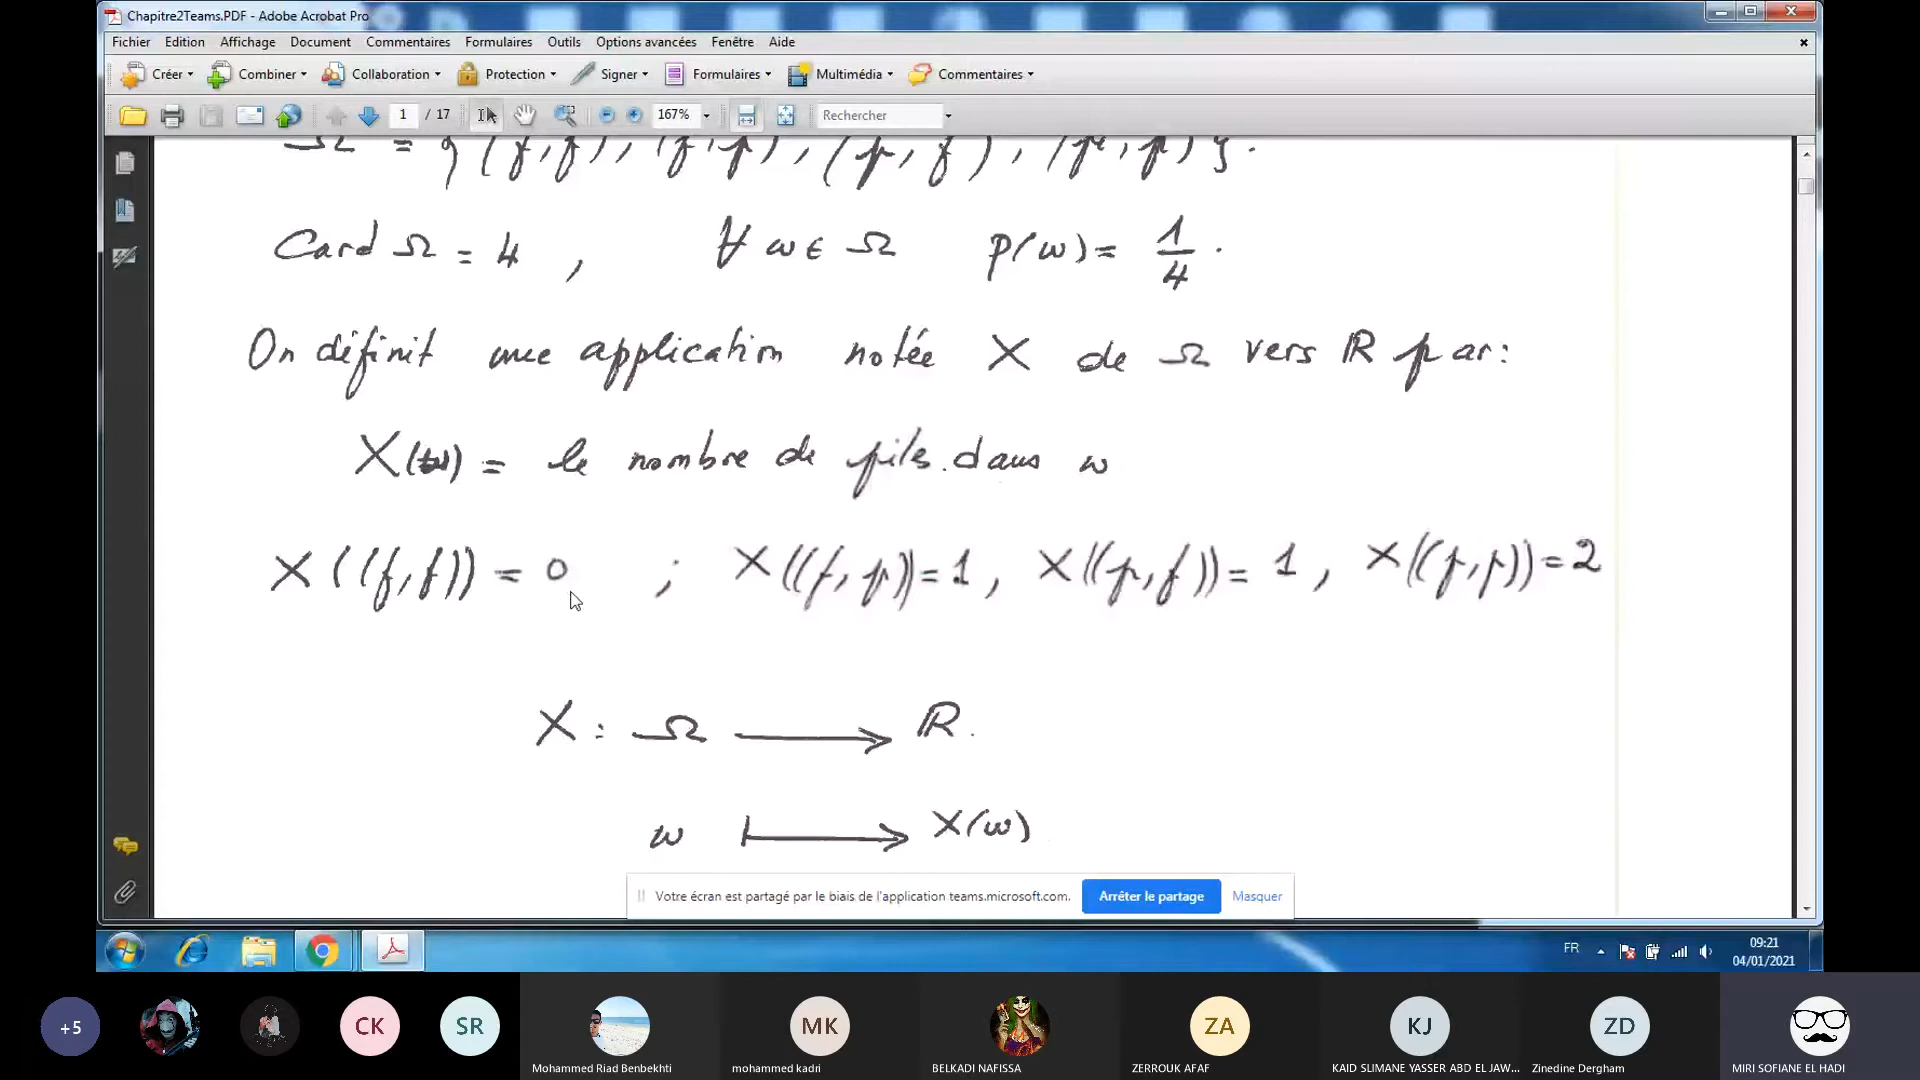 Chapitre2Teams.PDF - Adobe Acrobat Pro
Fichier Edition Affichage Document Commentaires Formulaires Outils Options avancées Fenêtre Aide
Créer Combiner Collaboration Protection Signer Formulaires Multimédia Commentaires
1 / 17 167% Rechercher
Ω = {(f,f), (f,p), (p,f), (p,p)}.
Card Ω = 4 , ∀ w ∈ Ω p(w) = 1/4 .
On définit une application notée X de Ω vers ℝ par:
X(w) = le nombre de piles dans w
X((f,f)) = 0 ; X((f,p)) = 1 , X((p,f)) = 1 , X((p,p)) = 2
X : Ω ⟶ ℝ.
w ⟼ X(w)
Votre écran est partagé par le biais de l'application teams.microsoft.com. Arrêter le partage Masquer
FR 09:21
04/01/2021
+5 CK SR MK ZA KJ ZD
Mohammed Riad Benbekhti mohammed kadri BELKADI NAFISSA ZERROUK AFAF KAID SLIMANE YASSER ABD EL JAW... Zinedine Dergham MIRI SOFIANE EL HADI